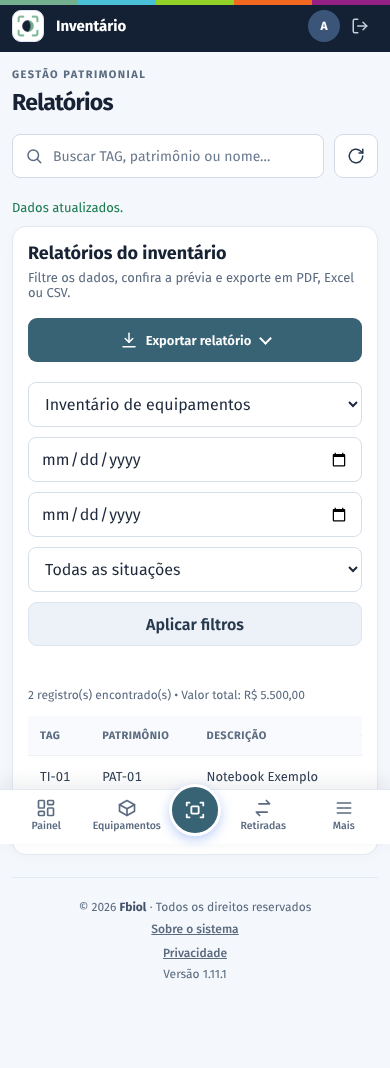 Inventário
A
GESTÃO PATRIMONIAL
Relatórios
Buscar TAG, patrimônio ou nome...
Dados atualizados.
Relatórios do inventário
Filtre os dados, confira a prévia e exporte em PDF, Excel
ou CSV.
Exportar relatório
Inventário de equipamentos
mm/dd/yyyy
mm/dd/yyyy
Todas as situações
Aplicar filtros
2 registro(s) encontrado(s) • Valor total: R$ 5.500,00
TAG PATRIMÔNIO DESCRIÇÃO
TI-01 PAT-01 Notebook Exemplo
Painel Equipamentos Retiradas Mais
© 2026 Fbiol · Todos os direitos reservados
Sobre o sistema
Privacidade
Versão 1.11.1